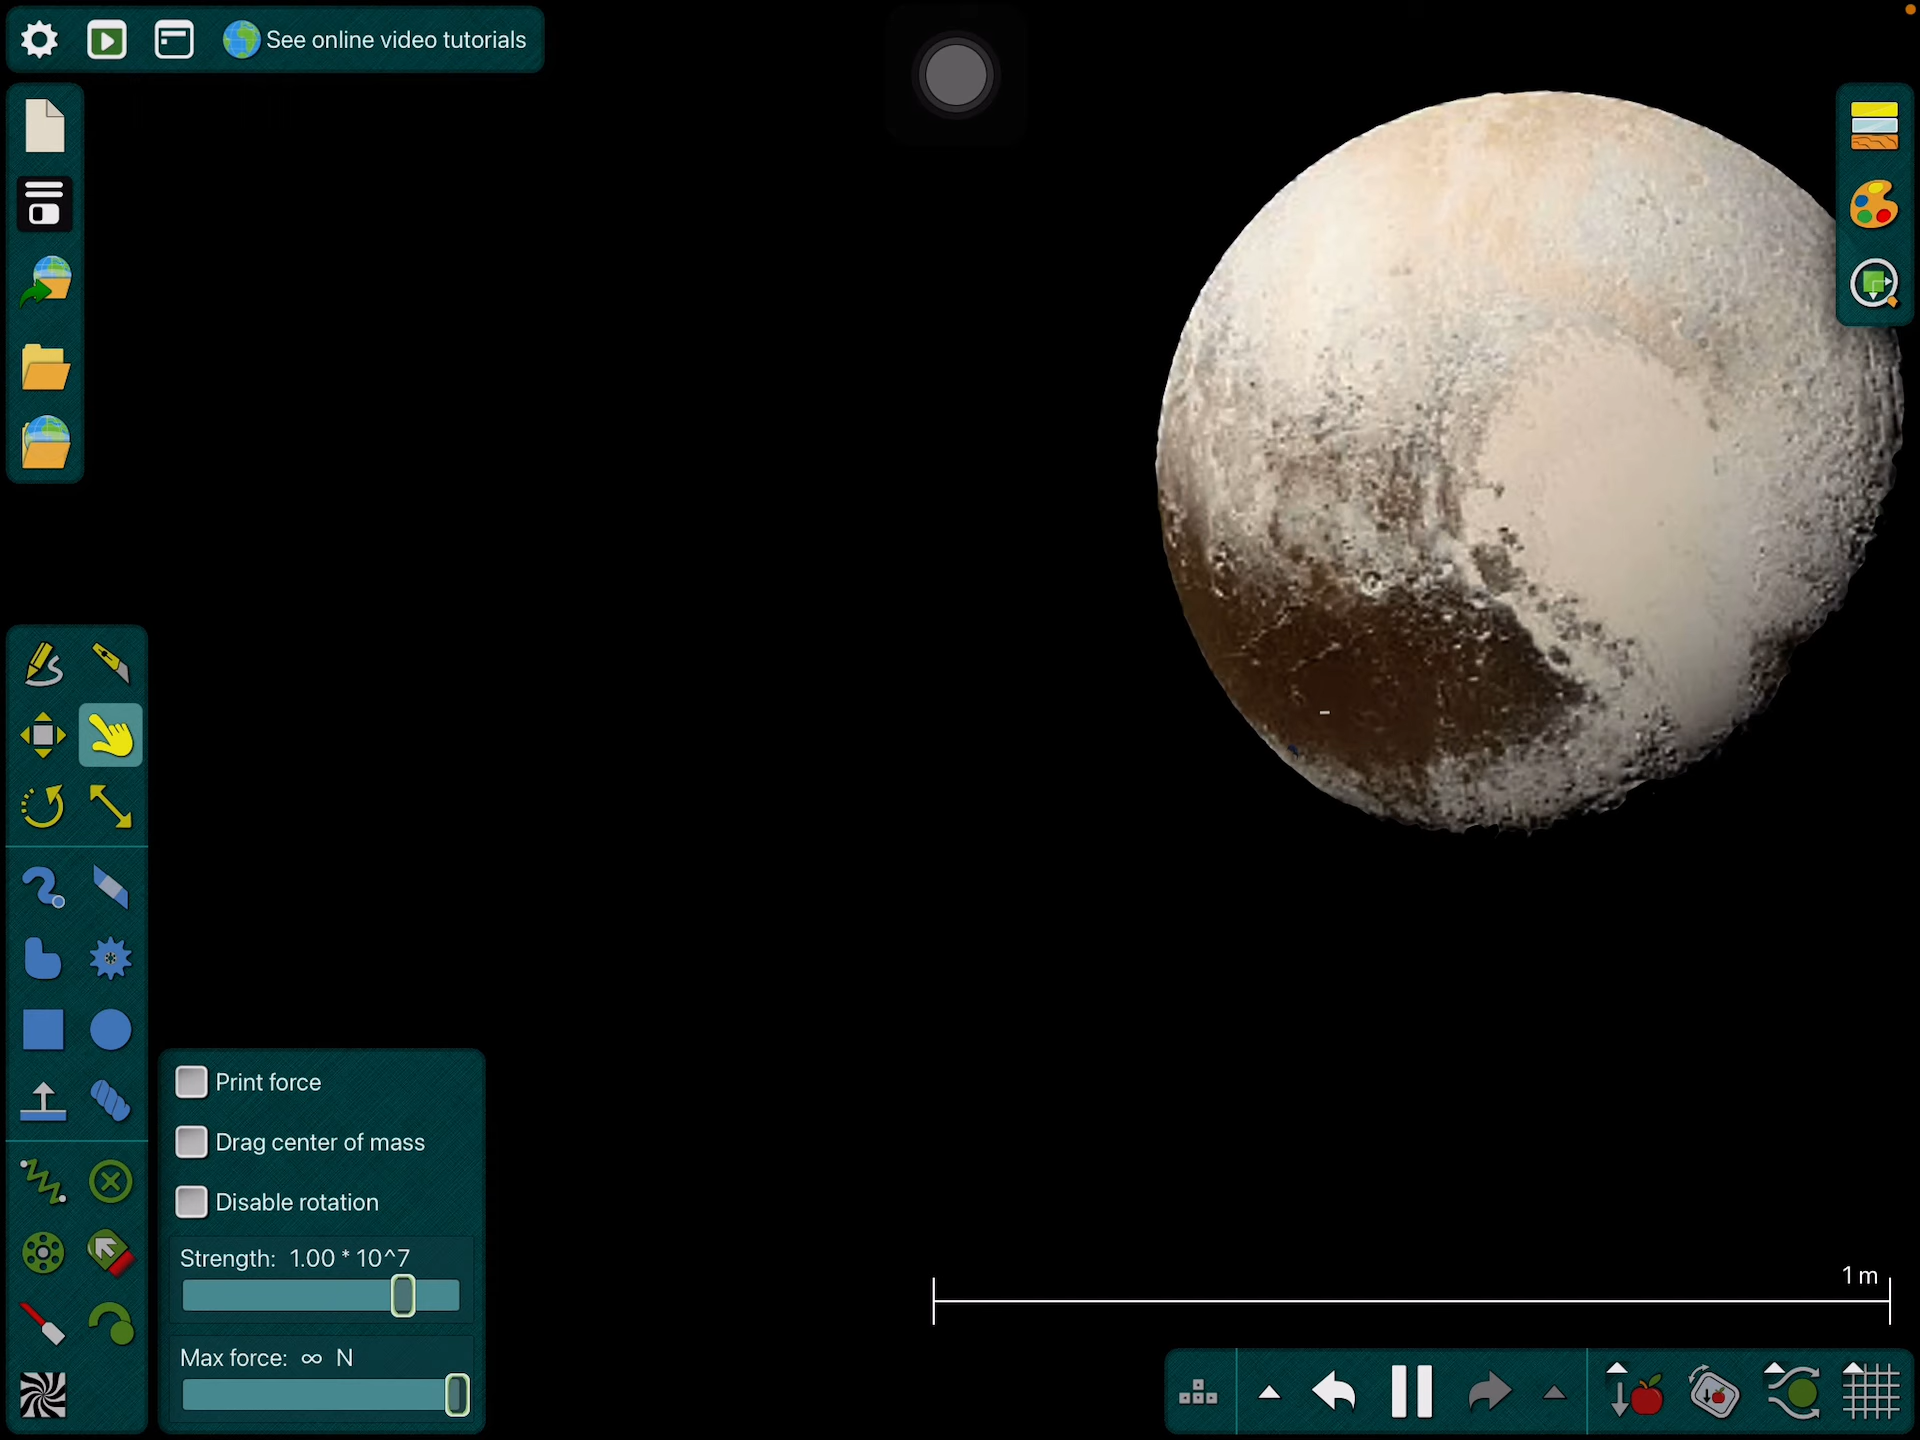 See online video tutorials
Print force
Drag center of mass
Disable rotation
Strength: 1.00 * 10^7
Max force: ∞ N
1 m